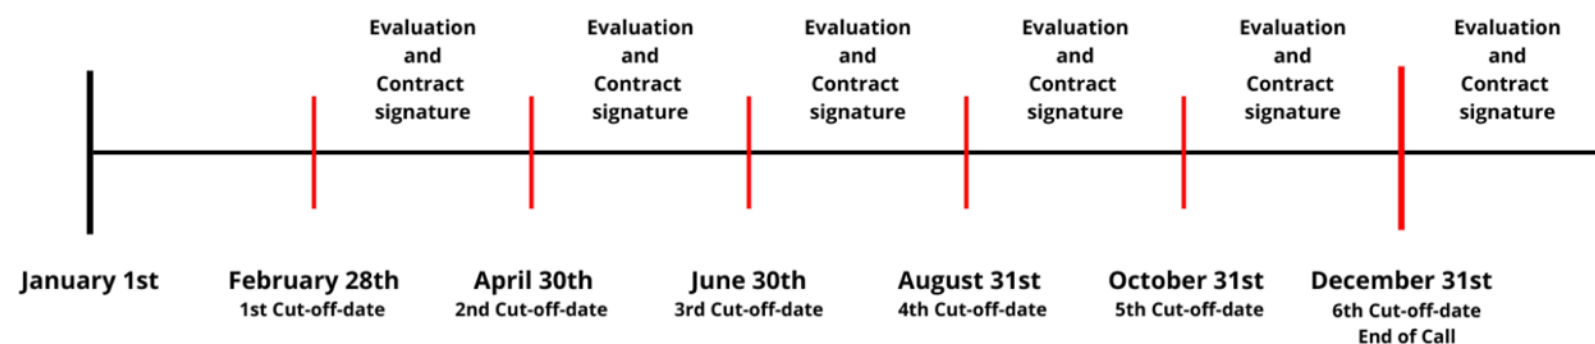 Evaluation
and
Contract
signature
Evaluation
and
Contract
signature
Evaluation
and
Contract
signature
Evaluation
and
Contract
signature
Evaluation
and
Contract
signature
Evaluation
and
Contract
signature
January 1st
February 28th
1st Cut-off-date
April 30th
2nd Cut-off-date
June 30th
3rd Cut-off-date
August 31st
4th Cut-off-date
October 31st
5th Cut-off-date
December 31st
6th Cut-off-date
End of Call